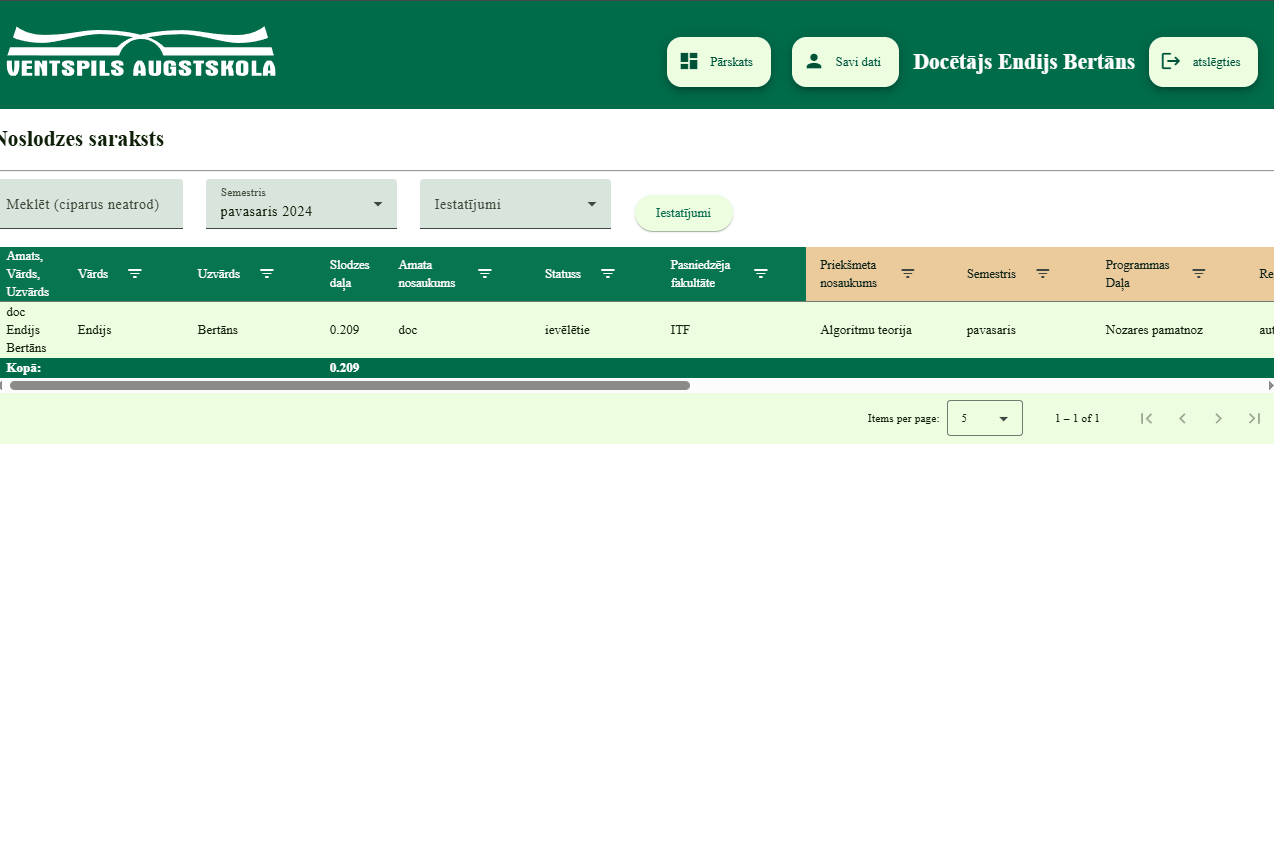 VENTSPILS AUGSTSKOLA
Pārskats
Savi dati
Docētājs Endijs Bertāns
atslēgties
Noslodzes saraksts
Meklēt (ciparus neatrod)
Semestris
pavasaris 2024
Iestatījumi
Iestatījumi
Amats, Vārds, Uzvārds
Vārds
Uzvārds
Slodzes daļa
Amata nosaukums
Statuss
Pasniedzēja fakultāte
Priekšmeta nosaukums
Semestris
Programmas Daļa
Re
doc Endijs Bertāns
Endijs
Bertāns
0.209
doc
ievēlētie
ITF
Algoritmu teorija
pavasaris
Nozares pamatnoz
aut
Kopā:
0.209
Items per page:
5
1 – 1 of 1